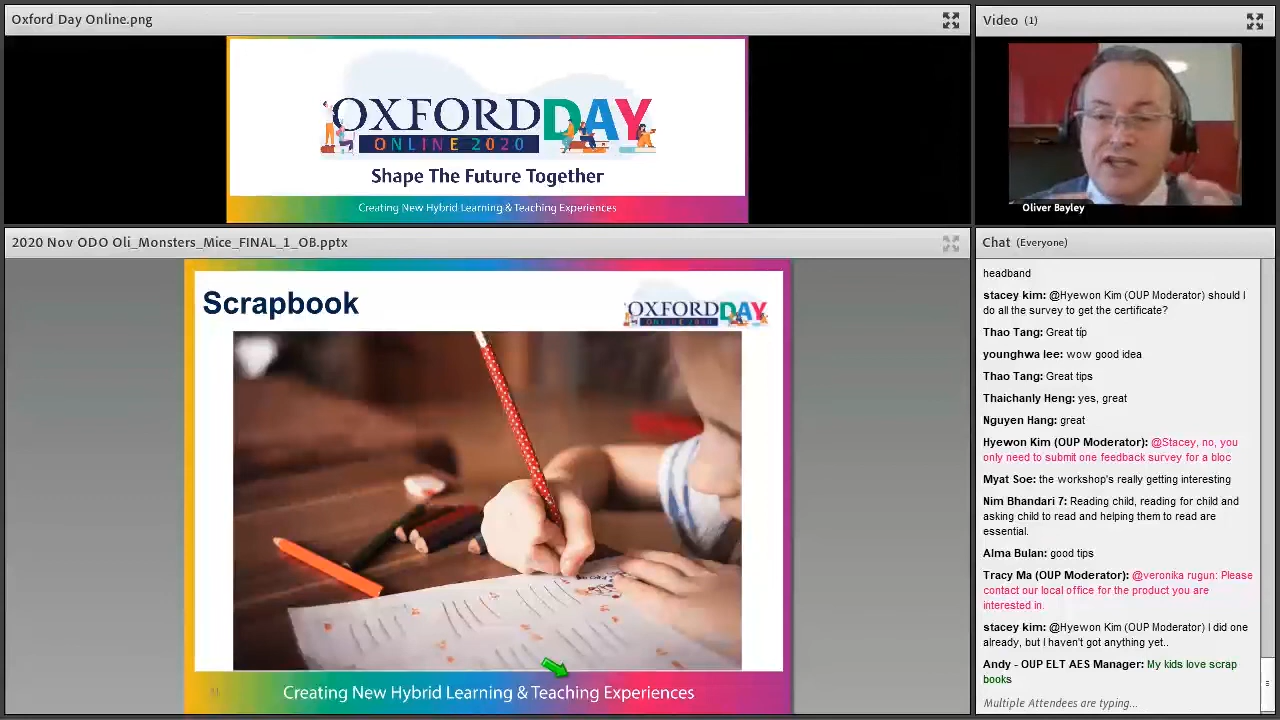 Oxford Day Online.png
OXFORD DAY
ONLINE 2020
Shape The Future Together
Creating New Hybrid Learning & Teaching Experiences
Video (1)
Oliver Bayley
2020 Nov ODO Oli_Monsters_Mice_FINAL_1_OB.pptx
Scrapbook
OXFORD DAY
ONLINE 2020
Creating New Hybrid Learning & Teaching Experiences
Chat (Everyone)
headband
stacey kim: @Hyewon Kim (OUP Moderator) should I
do all the survey to get the certificate?
Thao Tang: Great tip
younghwa lee: wow good idea
Thao Tang: Great tips
Thaichanly Heng: yes, great
Nguyen Hang: great
Hyewon Kim (OUP Moderator): @Stacey, no, you
only need to submit one feedback survey for a bloc
Myat Soe: the workshop's really getting interesting
Nim Bhandari 7: Reading child, reading for child and
asking child to read and helping them to read are
essential.
Alma Bulan: good tips
Tracy Ma (OUP Moderator): @veronika rugun: Please
contact our local office for the product you are
interested in.
stacey kim: @Hyewon Kim (OUP Moderator) I did one
already, but I haven't got anything yet..
Andy - OUP ELT AES Manager: My kids love scrap
books
Multiple Attendees are typing...